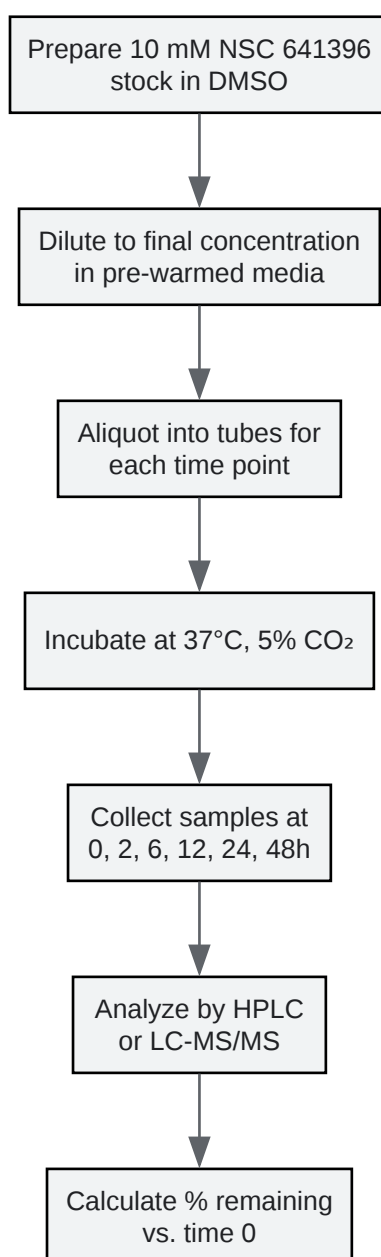 Prepare 10 mM NSC 641396
stock in DMSO
Dilute to final concentration
in pre-warmed media
Aliquot into tubes for
each time point
Incubate at 37°C, 5% CO₂
Collect samples at
0, 2, 6, 12, 24, 48h
Analyze by HPLC
or LC-MS/MS
Calculate % remaining
vs. time 0